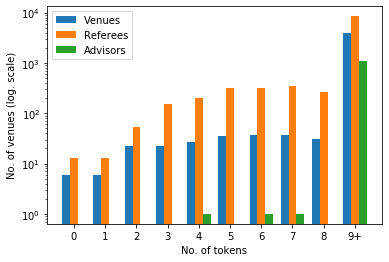 Venues
Referees
Advisors
No. of venues (log. scale)
10⁴
10³
10²
10¹
10⁰
0 1 2 3 4 5 6 7 8 9+
No. of tokens